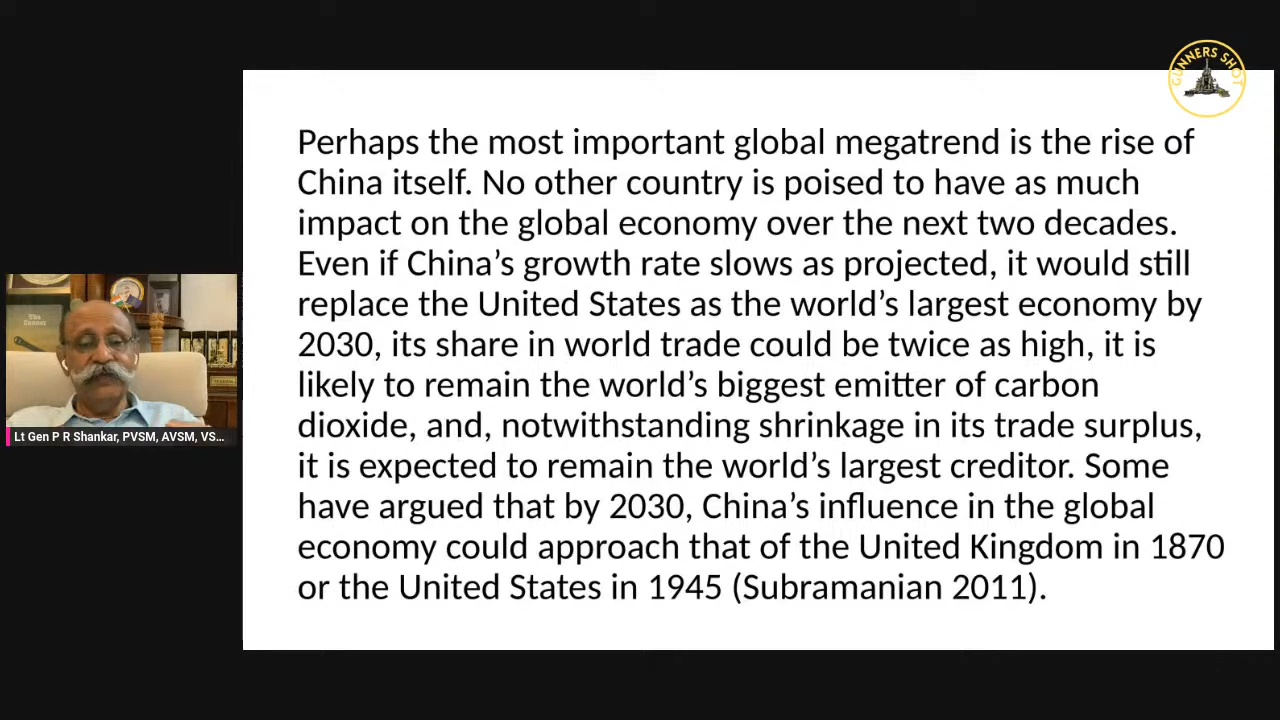 GUNNERS SHOT
Perhaps the most important global megatrend is the rise of
China itself. No other country is poised to have as much
impact on the global economy over the next two decades.
Even if China’s growth rate slows as projected, it would still
replace the United States as the world’s largest economy by
2030, its share in world trade could be twice as high, it is
likely to remain the world’s biggest emitter of carbon
dioxide, and, notwithstanding shrinkage in its trade surplus,
it is expected to remain the world’s largest creditor. Some
have argued that by 2030, China’s influence in the global
economy could approach that of the United Kingdom in 1870
or the United States in 1945 (Subramanian 2011).
The
Gunner
Lt Gen P R Shankar, PVSM, AVSM, VS...